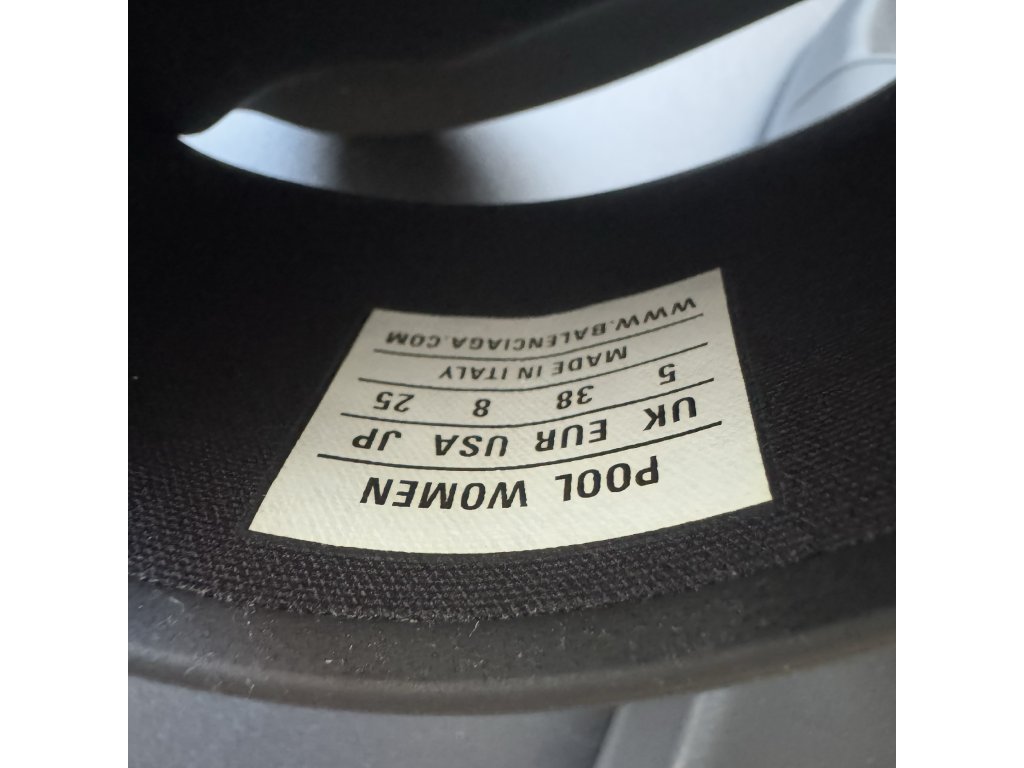 POOL WOMEN
UK EUR USA JP
5 38 8 25
MADE IN ITALY
WWW.BALENCIAGA.COM